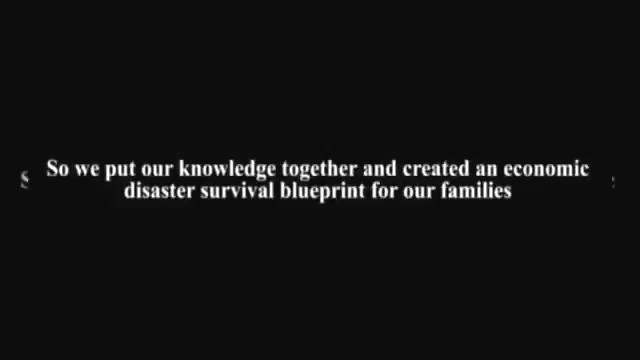 So we put our knowledge together and created an economic
disaster survival blueprint for our families